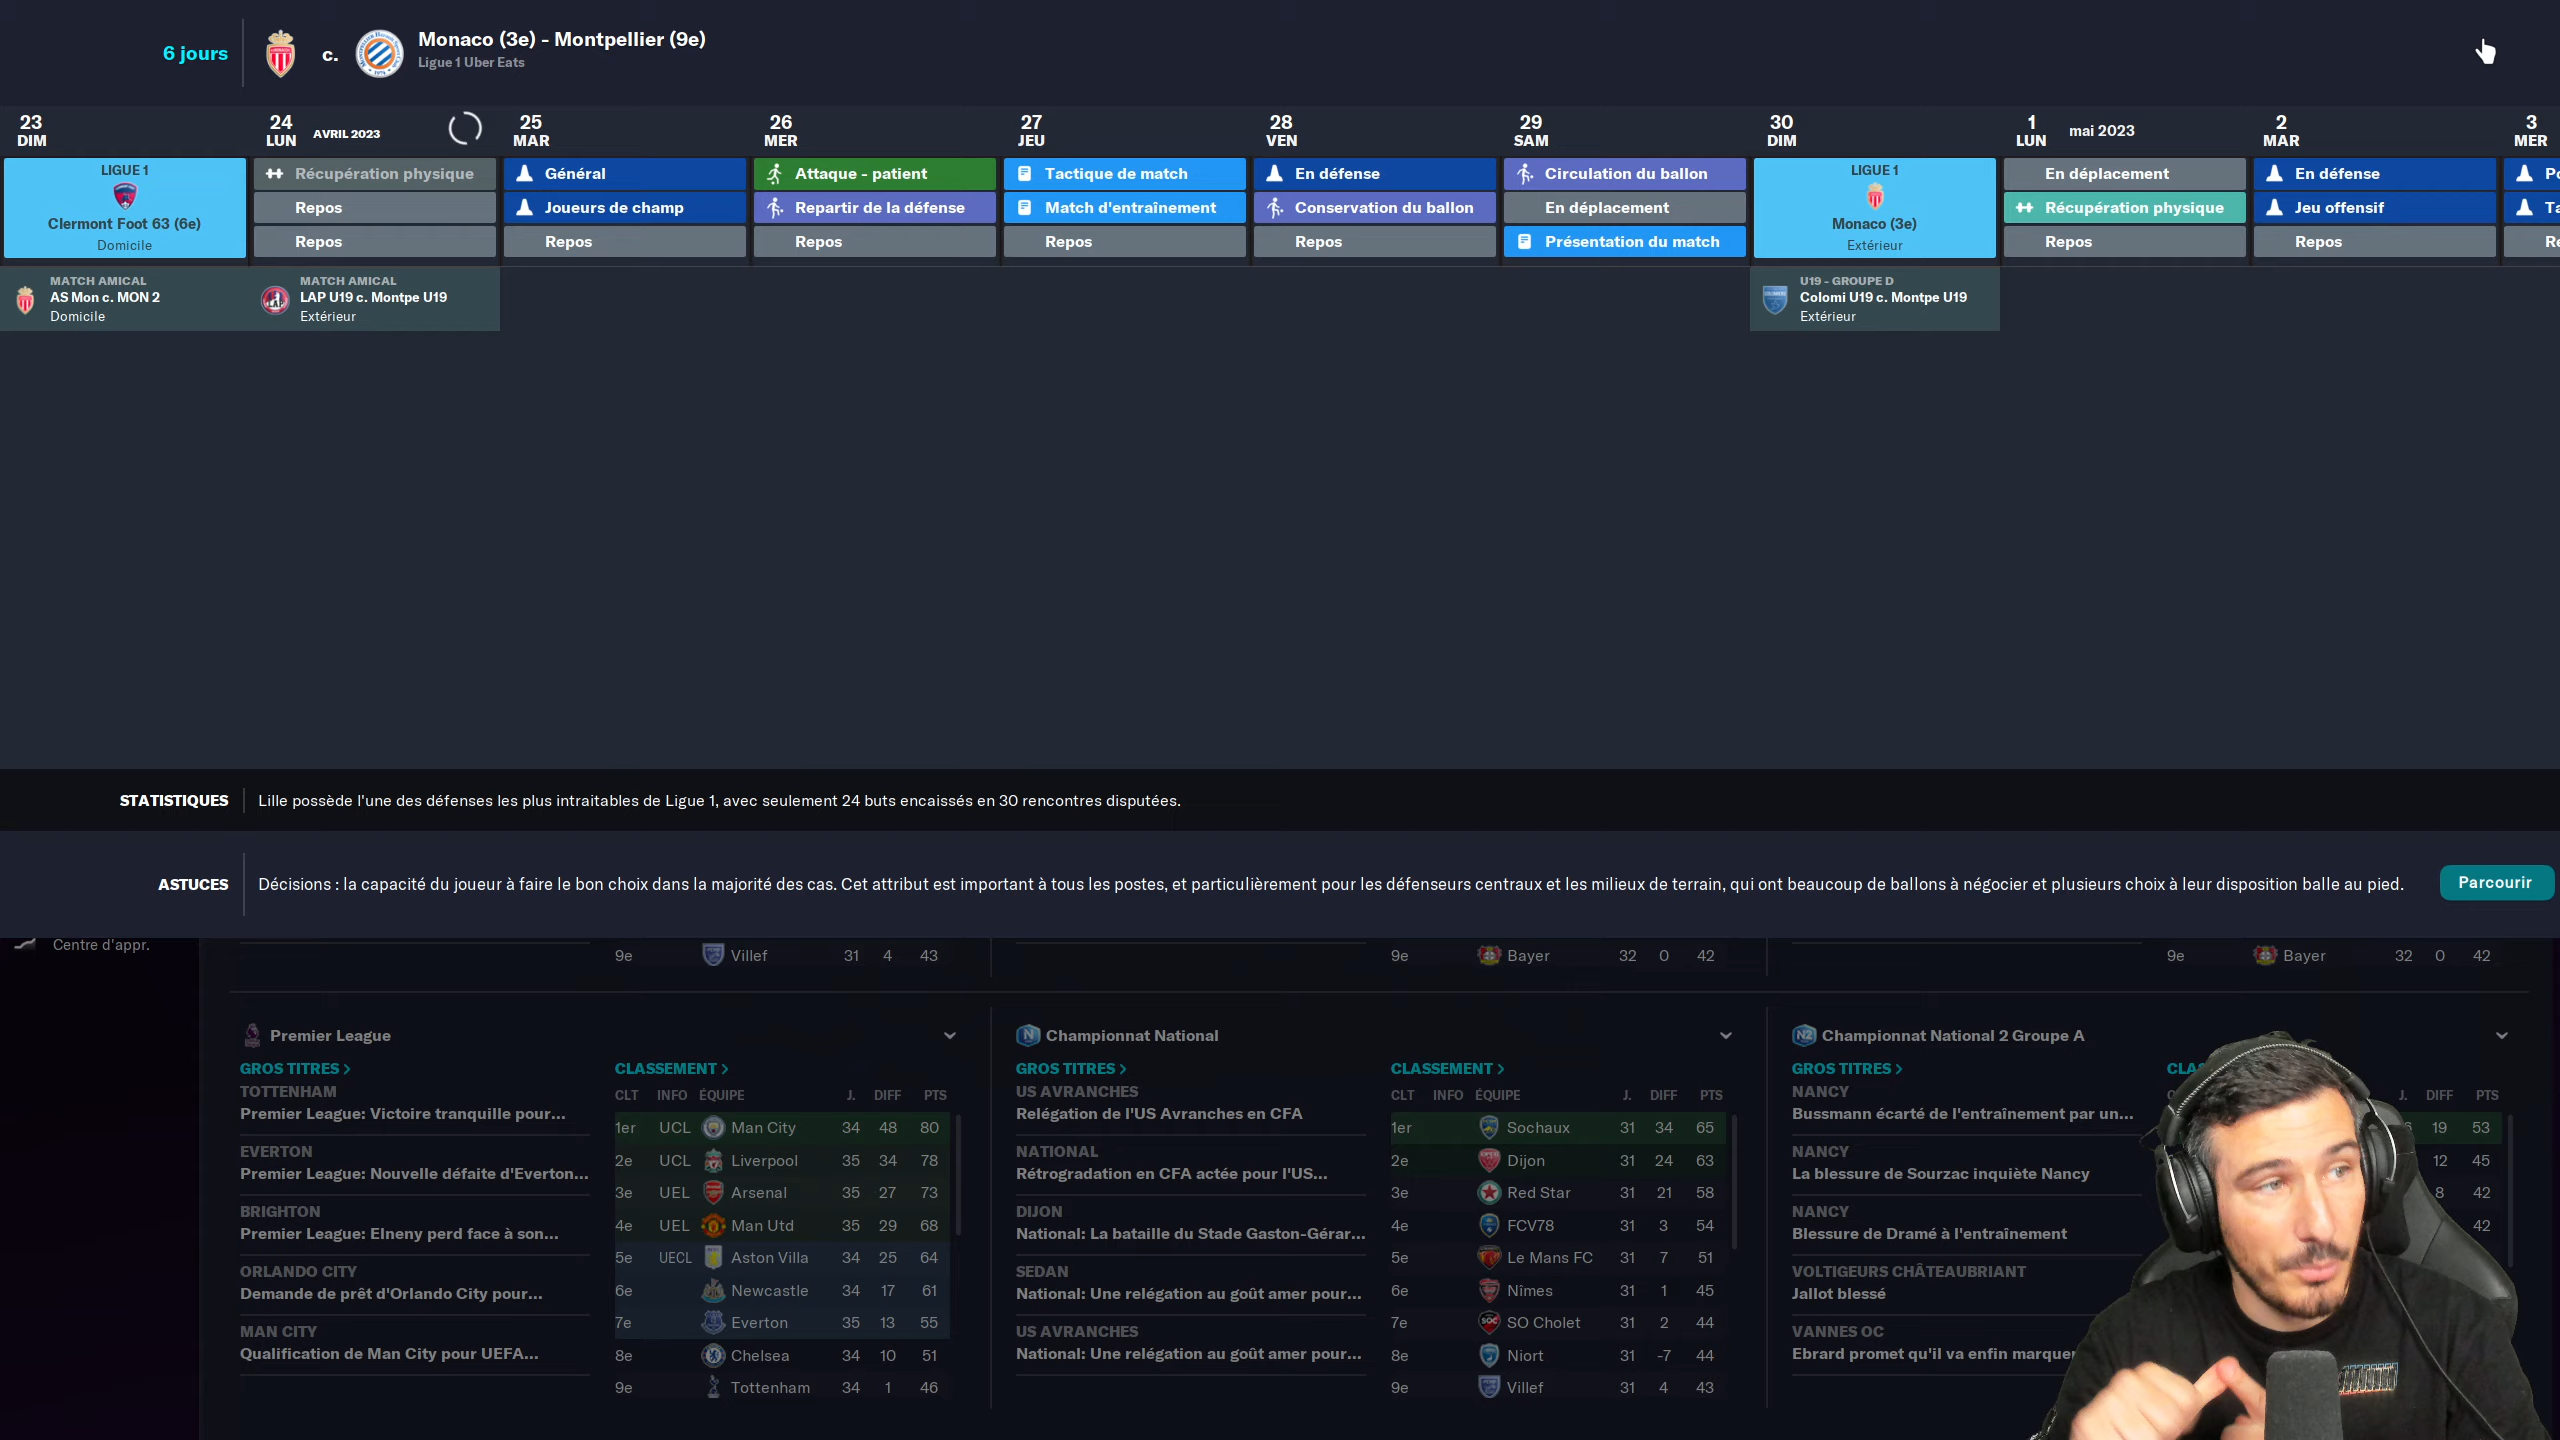 6 jours
c.
Monaco (3e) - Montpellier (9e)
Ligue 1 Uber Eats
23
DIM
24
LUN
AVRIL 2023
25
MAR
26
MER
27
JEU
28
VEN
29
SAM
30
DIM
1
LUN
mai 2023
2
MAR
3
MER
LIGUE 1
Clermont Foot 63 (6e)
Domicile
Récupération physique
Repos
Repos
Général
Joueurs de champ
Repos
Attaque - patient
Repartir de la défense
Repos
Tactique de match
Match d'entraînement
Repos
En défense
Conservation du ballon
Repos
Circulation du ballon
En déplacement
Présentation du match
LIGUE 1
Monaco (3e)
Extérieur
En déplacement
Récupération physique
Repos
En défense
Jeu offensif
Repos
MATCH AMICAL
AS Mon c. MON 2
Domicile
MATCH AMICAL
LAP U19 c. Montpe U19
Extérieur
U19 - GROUPE D
Colomi U19 c. Montpe U19
Extérieur
STATISTIQUES
Lille possède l'une des défenses les plus intraitables de Ligue 1, avec seulement 24 buts encaissés en 30 rencontres disputées.
ASTUCES
Décisions : la capacité du joueur à faire le bon choix dans la majorité des cas. Cet attribut est important à tous les postes, et particulièrement pour les défenseurs centraux et les milieux de terrain, qui ont beaucoup de ballons à négocier et plusieurs choix à leur disposition balle au pied.
Parcourir
Centre d'appr.
9e Villef 31 4 43
9e Bayer 32 0 42
9e Bayer 32 0 42
Premier League
GROS TITRES >
TOTTENHAM
Premier League: Victoire tranquille pour...
EVERTON
Premier League: Nouvelle défaite d'Everton...
BRIGHTON
Premier League: Elneny perd face à son...
ORLANDO CITY
Demande de prêt d'Orlando City pour...
MAN CITY
Qualification de Man City pour UEFA...
CLASSEMENT >
CLT INFO ÉQUIPE J. DIFF PTS
1er UCL Man City 34 48 80
2e UCL Liverpool 35 34 78
3e UEL Arsenal 35 27 73
4e UEL Man Utd 35 29 68
5e UECL Aston Villa 34 25 64
6e Newcastle 34 17 61
7e Everton 35 13 55
8e Chelsea 34 10 51
9e Tottenham 34 1 46
Championnat National
GROS TITRES >
US AVRANCHES
Relégation de l'US Avranches en CFA
NATIONAL
Rétrogradation en CFA actée pour l'US...
DIJON
National: La bataille du Stade Gaston-Gérar...
SEDAN
National: Une relégation au goût amer pour...
US AVRANCHES
National: Une relégation au goût amer pour...
CLASSEMENT >
CLT INFO ÉQUIPE J. DIFF PTS
1er Sochaux 31 34 65
2e Dijon 31 24 63
3e Red Star 31 21 58
4e FCV78 31 3 54
5e Le Mans FC 31 7 51
6e Nîmes 31 1 45
7e SO Cholet 31 2 44
8e Niort 31 -7 44
9e Villef 31 4 43
Championnat National 2 Groupe A
GROS TITRES >
NANCY
Bussmann écarté de l'entraînement par un...
NANCY
La blessure de Sourzac inquiète Nancy
NANCY
Blessure de Dramé à l'entraînement
VOLTIGEURS CHÂTEAUBRIANT
Jallot blessé
VANNES OC
Ebrard promet qu'il va enfin marquer
J. DIFF PTS
19 53
12 45
8 42
42